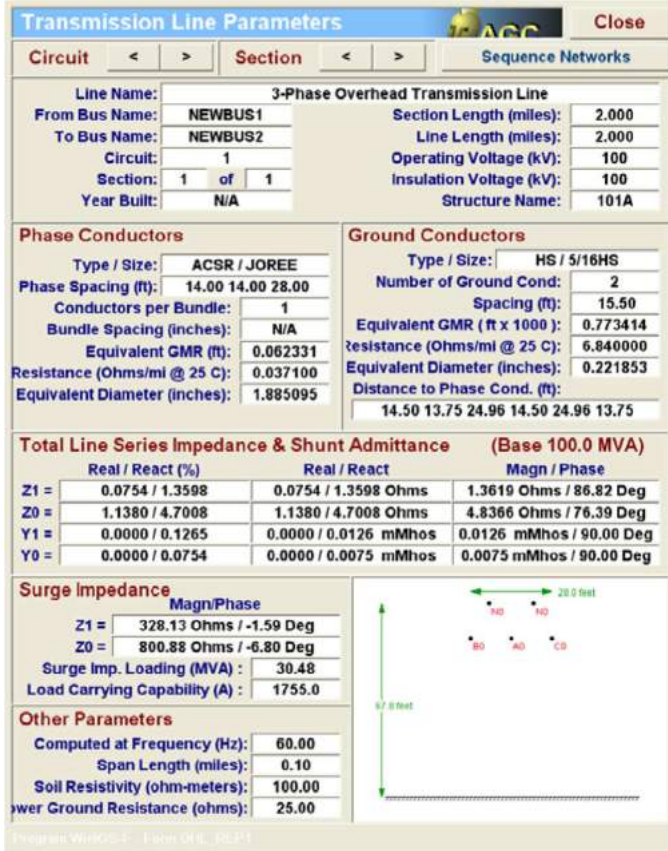 Transmission Line Parameters AGC Close
Circuit < > Section < > Sequence Networks
Line Name: 3-Phase Overhead Transmission Line
From Bus Name: NEWBUS1 Section Length (miles): 2.000
To Bus Name: NEWBUS2 Line Length (miles): 2.000
Circuit: 1 Operating Voltage (kV): 100
Section: 1 of 1 Insulation Voltage (kV): 100
Year Built: N/A Structure Name: 101A
Phase Conductors
Type / Size: ACSR / JOREE
Phase Spacing (ft): 14.00 14.00 28.00
Conductors per Bundle: 1
Bundle Spacing (inches): N/A
Equivalent GMR (ft): 0.062331
Resistance (Ohms/mi @ 25 C): 0.037100
Equivalent Diameter (inches): 1.885095
Ground Conductors
Type / Size: HS / 5/16HS
Number of Ground Cond: 2
Spacing (ft): 15.50
Equivalent GMR ( ft x 1000 ): 0.773414
Resistance (Ohms/mi @ 25 C): 6.840000
Equivalent Diameter (inches): 0.221853
Distance to Phase Cond. (ft):
14.50 13.75 24.96 14.50 24.96 13.75
Total Line Series Impedance & Shunt Admittance (Base 100.0 MVA)
Real / React (%) Real / React Magn / Phase
Z1 = 0.0754 / 1.3598 0.0754 / 1.3598 Ohms 1.3619 Ohms / 86.82 Deg
Z0 = 1.1380 / 4.7008 1.1380 / 4.7008 Ohms 4.8366 Ohms / 76.39 Deg
Y1 = 0.0000 / 0.1265 0.0000 / 0.0126 mMhos 0.0126 mMhos / 90.00 Deg
Y0 = 0.0000 / 0.0754 0.0000 / 0.0075 mMhos 0.0075 mMhos / 90.00 Deg
Surge Impedance
Magn/Phase
Z1 = 328.13 Ohms / -1.59 Deg
Z0 = 800.88 Ohms / -6.80 Deg
Surge Imp. Loading (MVA) : 30.48
Load Carrying Capability (A) : 1755.0
Other Parameters
Computed at Frequency (Hz): 60.00
Span Length (miles): 0.10
Soil Resistivity (ohm-meters): 100.00
ower Ground Resistance (ohms): 25.00
N0 N0
B0 A0 C0
Program WinIGS-F - Form OHL_REP1